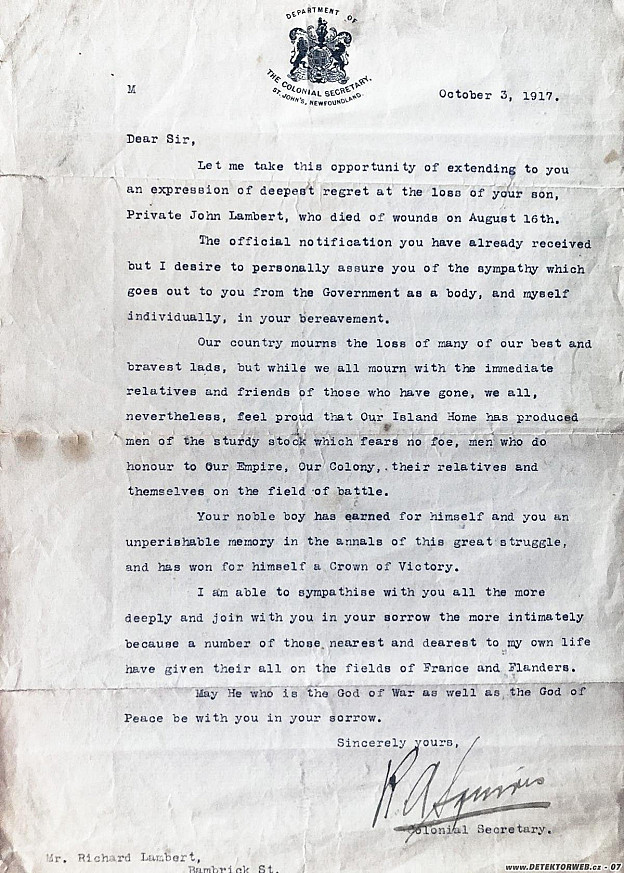 DEPARTMENT OF
THE COLONIAL SECRETARY.
ST. JOHN'S, NEWFOUNDLAND.
M
October 3, 1917.
Dear Sir,
Let me take this opportunity of extending to you
an expression of deepest regret at the loss of your son,
Private John Lambert, who died of wounds on August 16th.
The official notification you have already received
but I desire to personally assure you of the sympathy which
goes out to you from the Government as a body, and myself
individually, in your bereavement.
Our country mourns the loss of many of our best and
bravest lads, but while we all mourn with the immediate
relatives and friends of those who have gone, we all,
nevertheless, feel proud that Our Island Home has produced
men of the sturdy stock which fears no foe, men who do
honour to Our Empire, Our Colony, their relatives and
themselves on the field of battle.
Your noble boy has earned for himself and you an
unperishable memory in the annals of this great struggle,
and has won for himself a Crown of Victory.
I am able to sympathise with you all the more
deeply and join with you in your sorrow the more intimately
because a number of those nearest and dearest to my own life
have given their all on the fields of France and Flanders.
May He who is the God of War as well as the God of
Peace be with you in your sorrow.
Sincerely yours,
R A Squires
Colonial Secretary.
Mr. Richard Lambert,
Bambrick St.
www.DETEKTORWEB.cz - 07